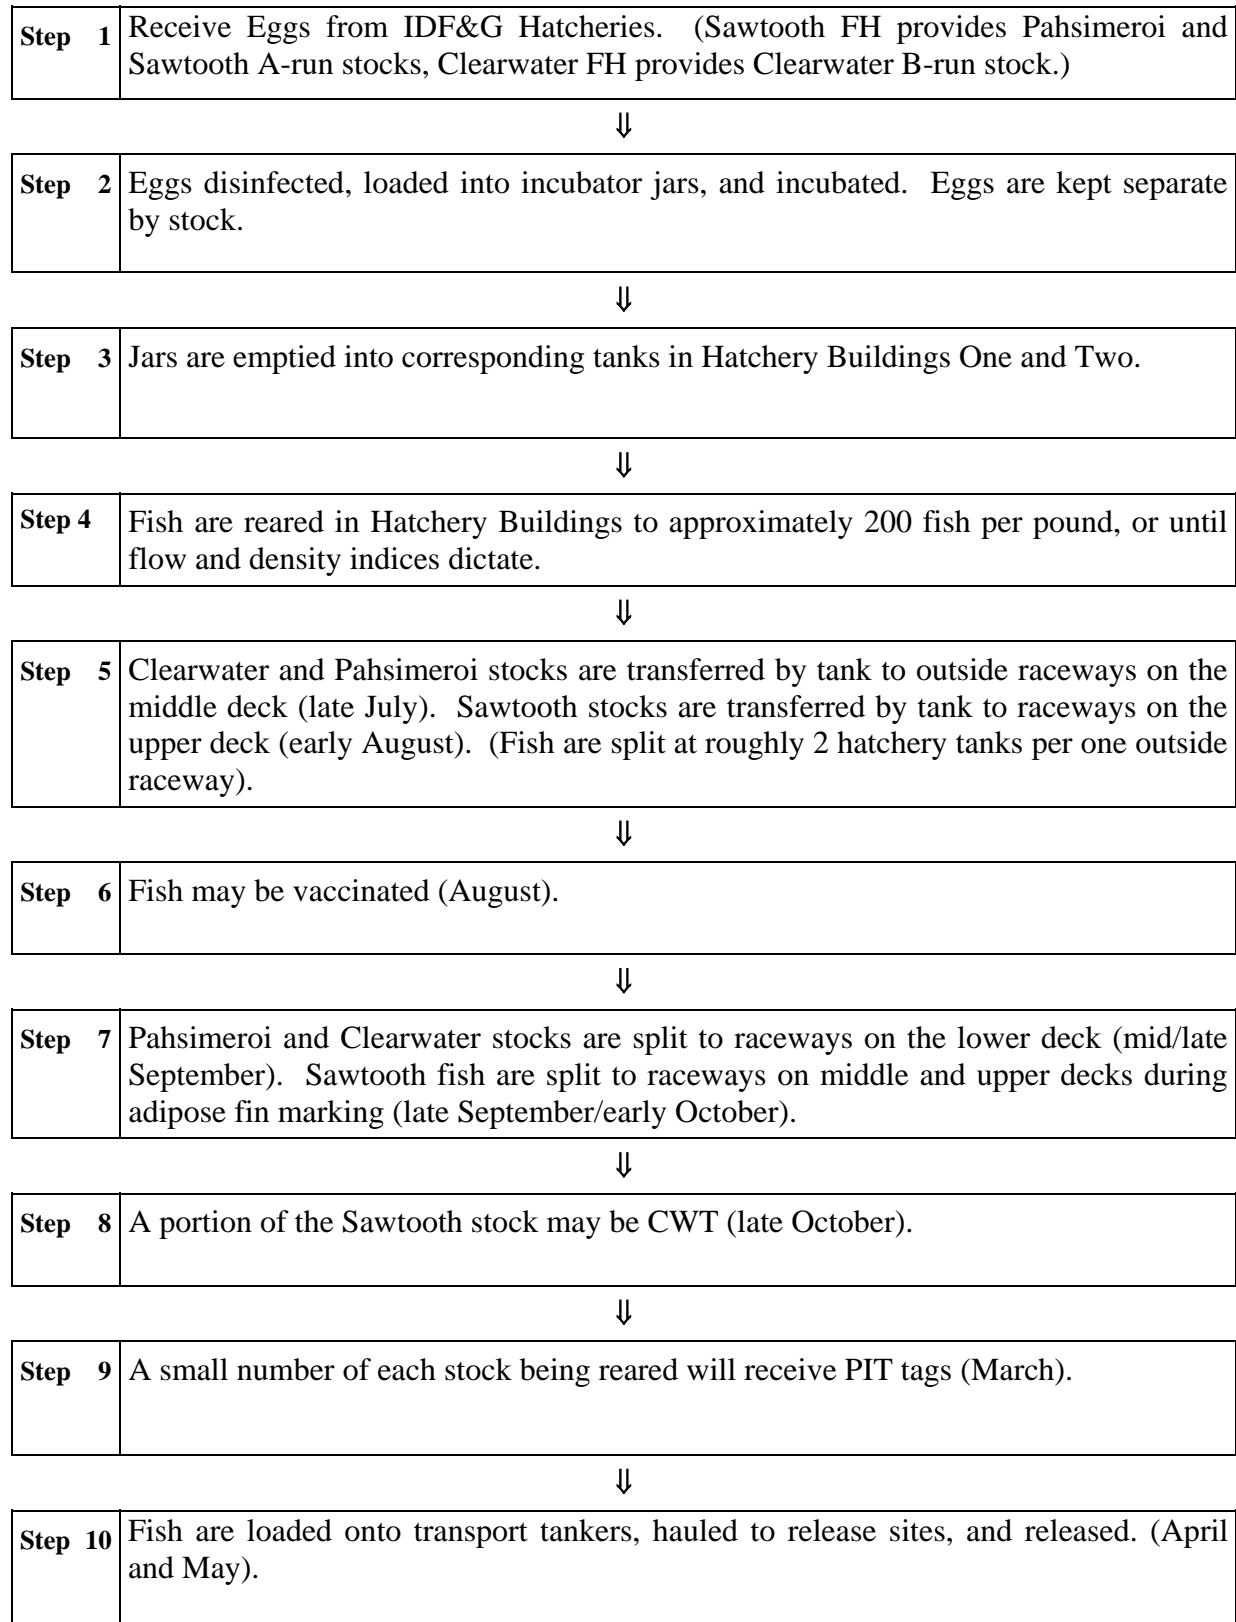 Step 1 Receive Eggs from IDF&G Hatcheries. (Sawtooth FH provides Pahsimeroi and
Sawtooth A-run stocks, Clearwater FH provides Clearwater B-run stock.)
⇓
Step 2 Eggs disinfected, loaded into incubator jars, and incubated. Eggs are kept separate
by stock.
⇓
Step 3 Jars are emptied into corresponding tanks in Hatchery Buildings One and Two.
⇓
Step 4 Fish are reared in Hatchery Buildings to approximately 200 fish per pound, or until
flow and density indices dictate.
⇓
Step 5 Clearwater and Pahsimeroi stocks are transferred by tank to outside raceways on the
middle deck (late July). Sawtooth stocks are transferred by tank to raceways on the
upper deck (early August). (Fish are split at roughly 2 hatchery tanks per one outside
raceway).
⇓
Step 6 Fish may be vaccinated (August).
⇓
Step 7 Pahsimeroi and Clearwater stocks are split to raceways on the lower deck (mid/late
September). Sawtooth fish are split to raceways on middle and upper decks during
adipose fin marking (late September/early October).
⇓
Step 8 A portion of the Sawtooth stock may be CWT (late October).
⇓
Step 9 A small number of each stock being reared will receive PIT tags (March).
⇓
Step 10 Fish are loaded onto transport tankers, hauled to release sites, and released. (April
and May).